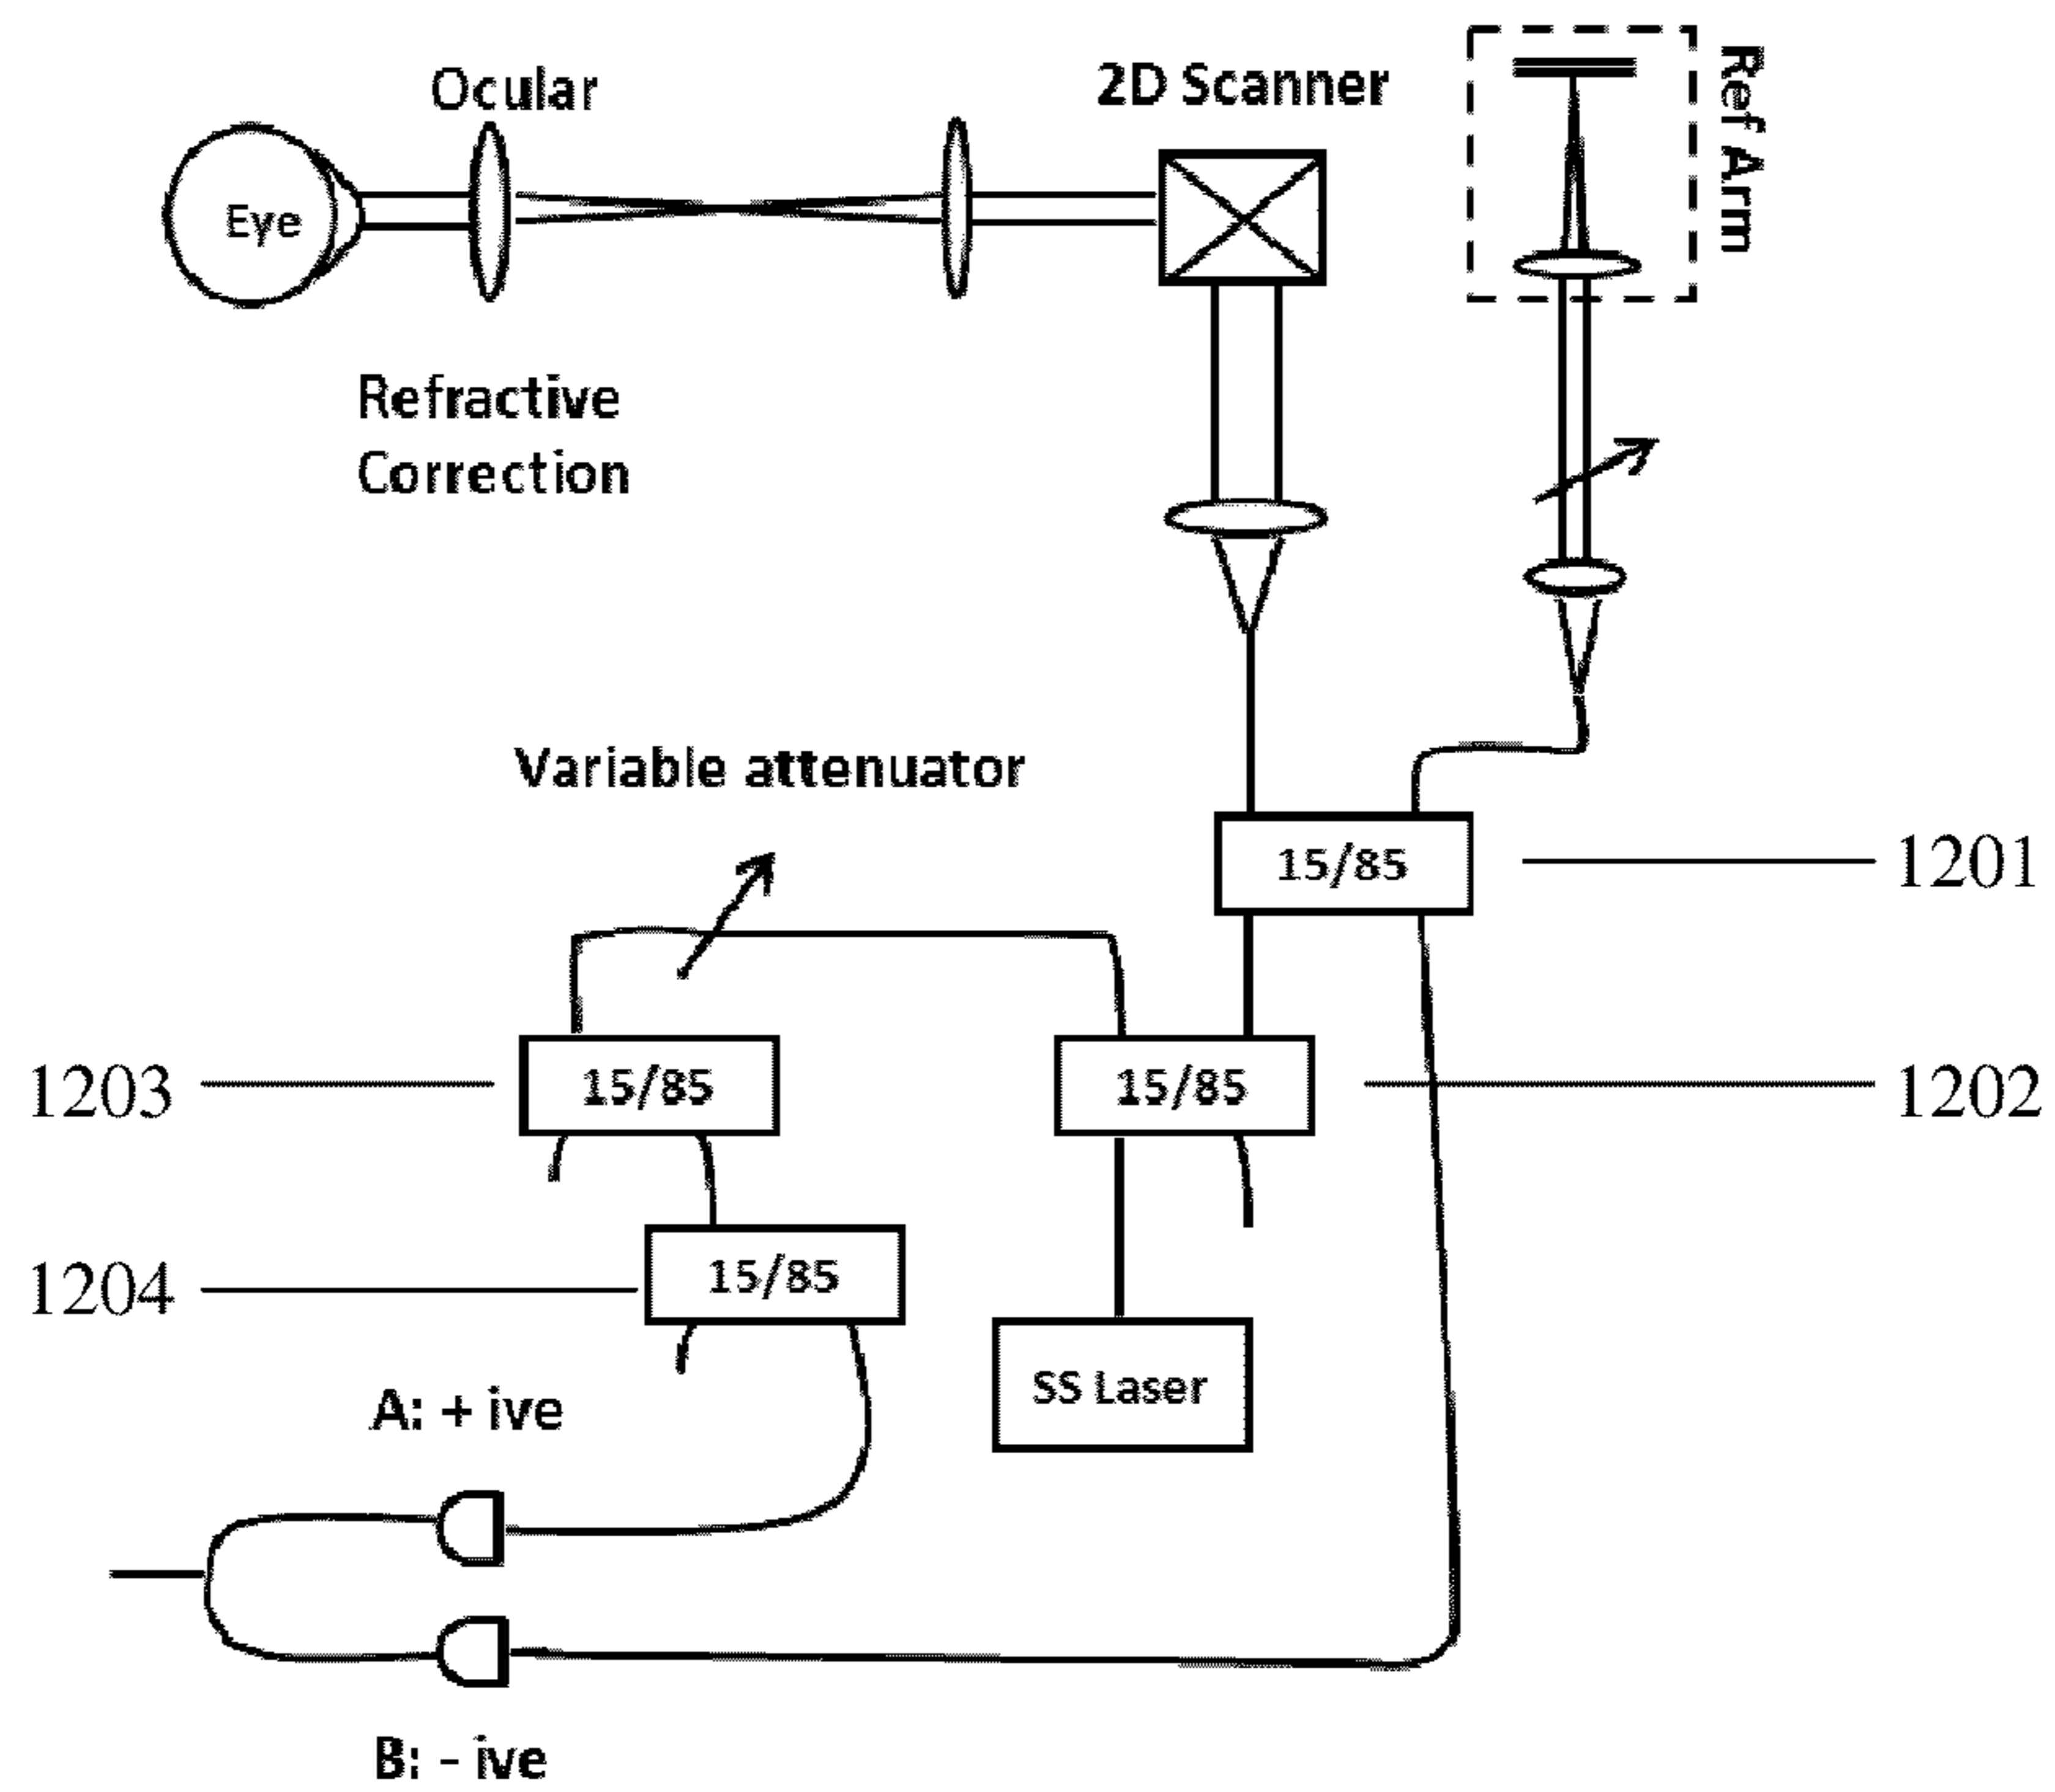 Ocular
2D Scanner
Ref Arm
Eye
Refractive
Correction
Variable attenuator
15/85
1201
1203
15/85
15/85
1202
1204
15/85
SS Laser
A: + ive
B: - ive